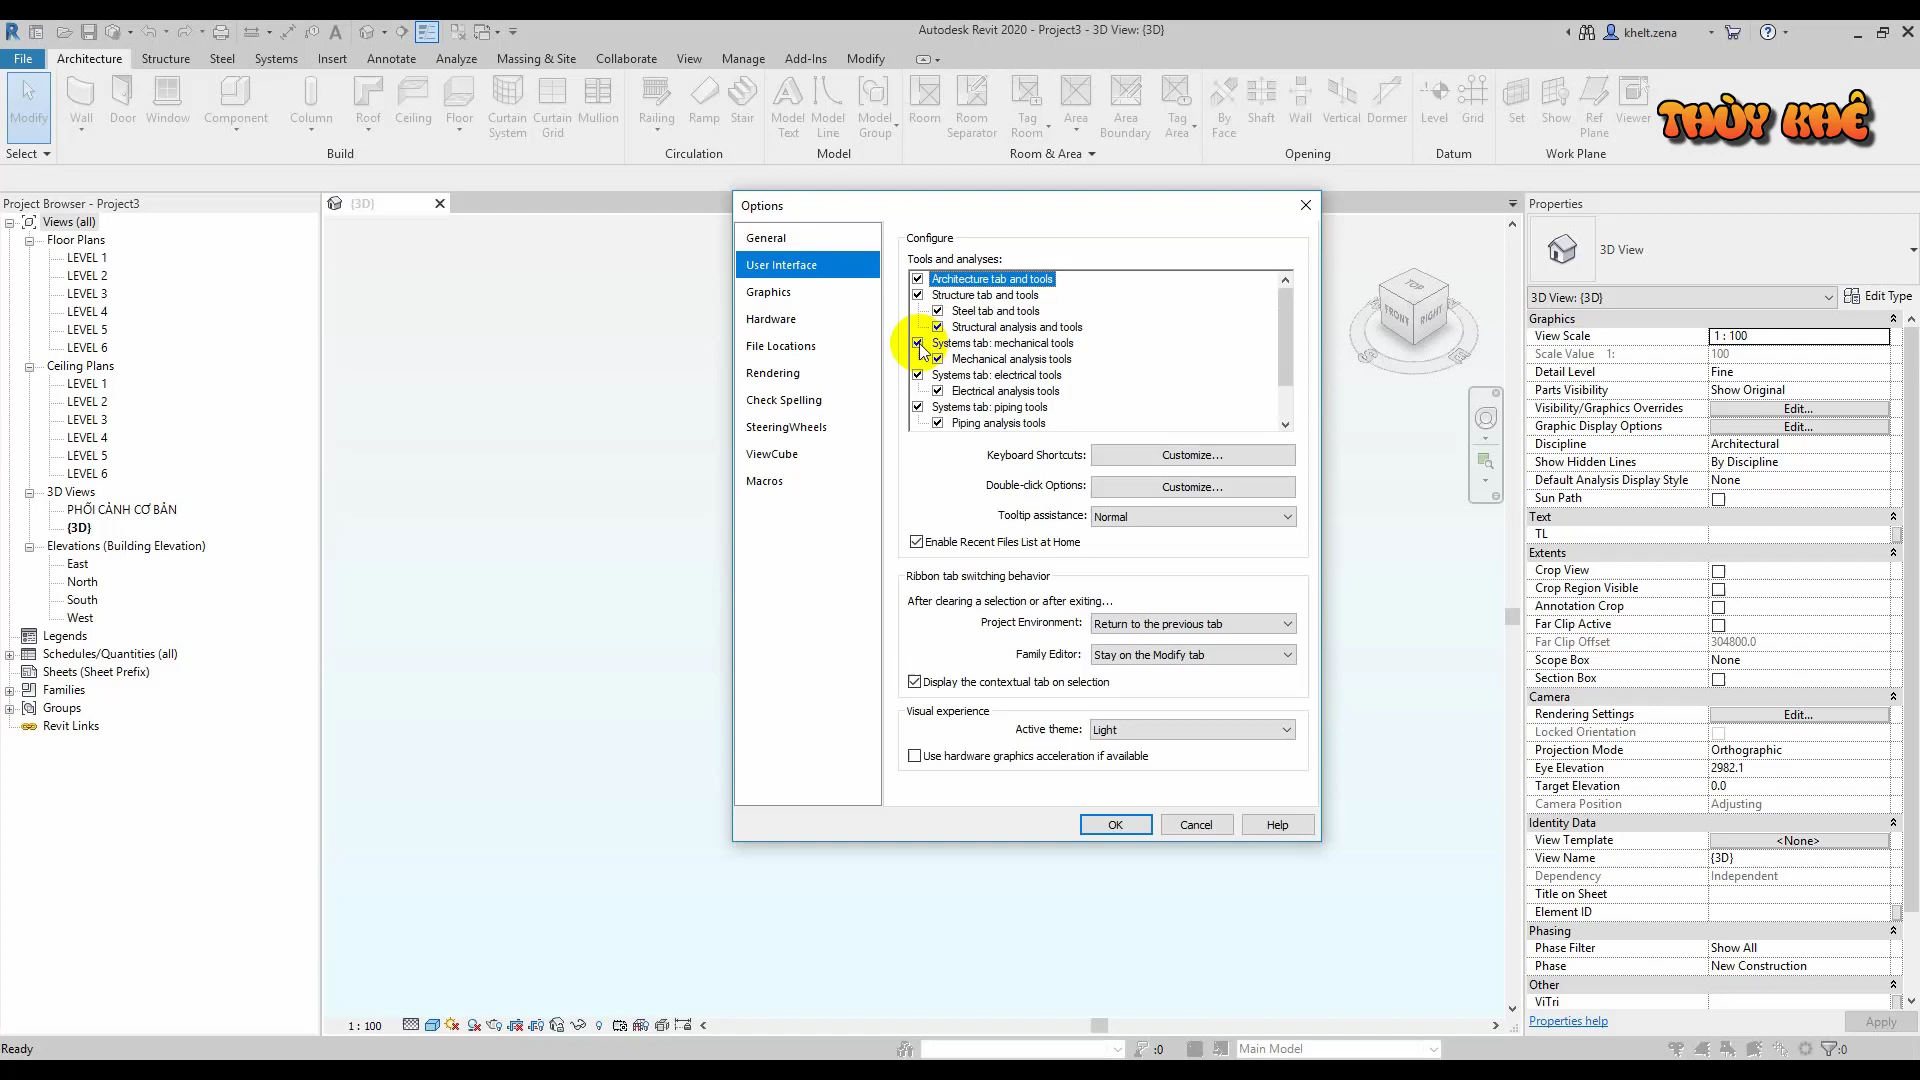 Autodesk Revit 2020 - Project3 - 3D View: {3D}
khelt.zena
File Architecture Structure Steel Systems Insert Annotate Analyze Massing & Site Collaborate View Manage Add-Ins Modify
Modify Wall Door Window Component Column Roof Ceiling Floor Curtain System Curtain Grid Mullion Railing Ramp Stair Model Text Model Line Model Group Room Room Separator Tag Room Area Area Boundary Tag Area By Face Shaft Wall Vertical Dormer Level Grid Set Show Ref Plane Viewer
THÙY KHÊ
Select Build Circulation Model Room & Area Opening Datum Work Plane
Project Browser - Project3
Views (all)
Floor Plans
LEVEL 1
LEVEL 2
LEVEL 3
LEVEL 4
LEVEL 5
LEVEL 6
Ceiling Plans
LEVEL 1
LEVEL 2
LEVEL 3
LEVEL 4
LEVEL 5
LEVEL 6
3D Views
PHỐI CẢNH CƠ BẢN
{3D}
Elevations (Building Elevation)
East
North
South
West
Legends
Schedules/Quantities (all)
Sheets (Sheet Prefix)
Families
Groups
Revit Links
{3D}
Options
General
User Interface
Graphics
Hardware
File Locations
Rendering
Check Spelling
SteeringWheels
ViewCube
Macros
Configure
Tools and analyses:
Architecture tab and tools
Structure tab and tools
Steel tab and tools
Structural analysis and tools
Systems tab: mechanical tools
Mechanical analysis tools
Systems tab: electrical tools
Electrical analysis tools
Systems tab: piping tools
Piping analysis tools
Keyboard Shortcuts: Customize...
Double-click Options: Customize...
Tooltip assistance: Normal
Enable Recent Files List at Home
Ribbon tab switching behavior
After clearing a selection or after exiting...
Project Environment: Return to the previous tab
Family Editor: Stay on the Modify tab
Display the contextual tab on selection
Visual experience
Active theme: Light
Use hardware graphics acceleration if available
OK Cancel Help
TOP
FRONT RIGHT
S E
Properties
3D View
3D View: {3D} Edit Type
Graphics
View Scale 1 : 100
Scale Value 1: 100
Detail Level Fine
Parts Visibility Show Original
Visibility/Graphics Overrides Edit...
Graphic Display Options Edit...
Discipline Architectural
Show Hidden Lines By Discipline
Default Analysis Display Style None
Sun Path
Text
TL
Extents
Crop View
Crop Region Visible
Annotation Crop
Far Clip Active
Far Clip Offset 304800.0
Scope Box None
Section Box
Camera
Rendering Settings Edit...
Locked Orientation
Projection Mode Orthographic
Eye Elevation 2982.1
Target Elevation 0.0
Camera Position Adjusting
Identity Data
View Template <None>
View Name {3D}
Dependency Independent
Title on Sheet
Element ID
Phasing
Phase Filter Show All
Phase New Construction
Other
ViTri
Properties help Apply
1 : 100
Ready :0 Main Model :0